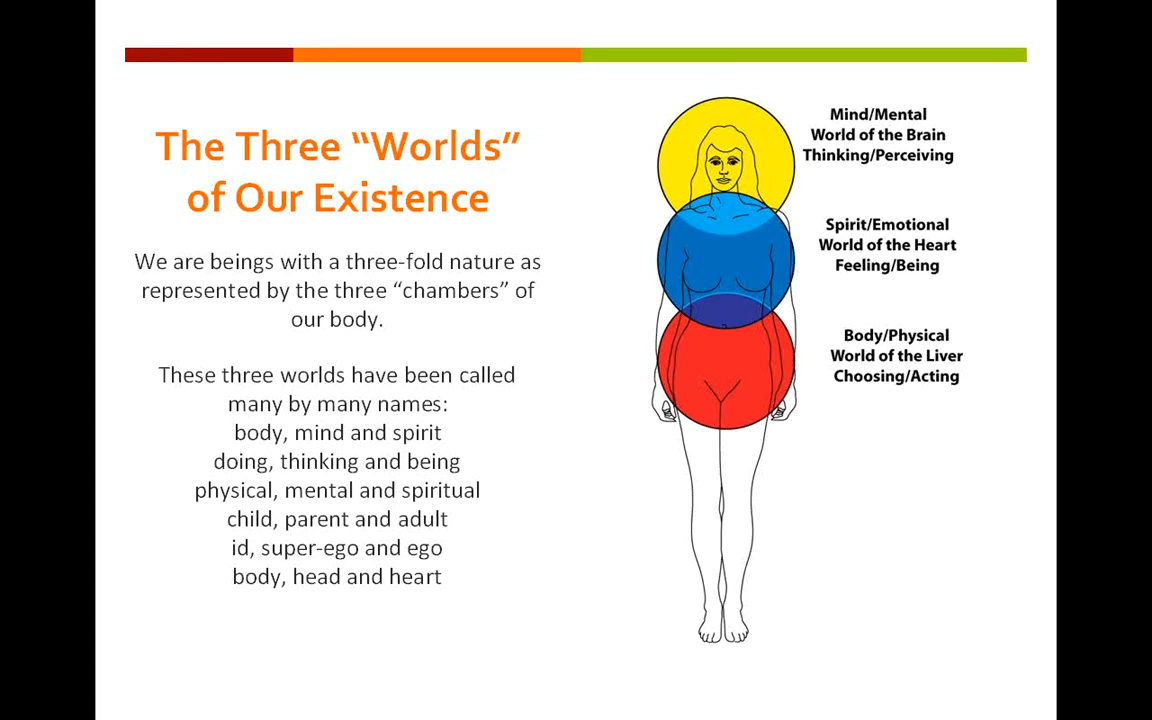 The Three “Worlds”
of Our Existence
We are beings with a three-fold nature as
represented by the three “chambers” of
our body.
These three worlds have been called
many by many names:
body, mind and spirit
doing, thinking and being
physical, mental and spiritual
child, parent and adult
id, super-ego and ego
body, head and heart
Mind/Mental
World of the Brain
Thinking/Perceiving
Spirit/Emotional
World of the Heart
Feeling/Being
Body/Physical
World of the Liver
Choosing/Acting